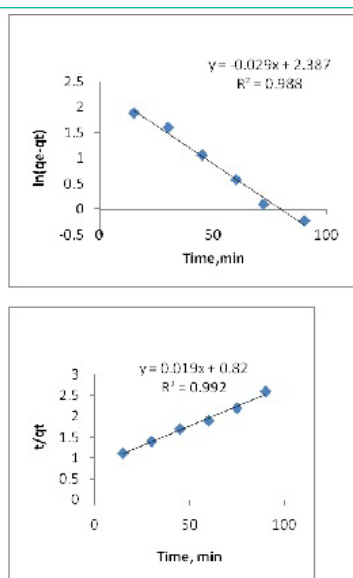 y = -0.029x + 2.387
R² = 0.988
2.5
2
1.5
1
0.5
0
-0.5
0
50
100
ln(qe-qt)
Time,min
y = 0.019x + 0.82
R² = 0.992
3
2.5
2
1.5
1
0.5
0
0
50
100
t/qt
Time, min